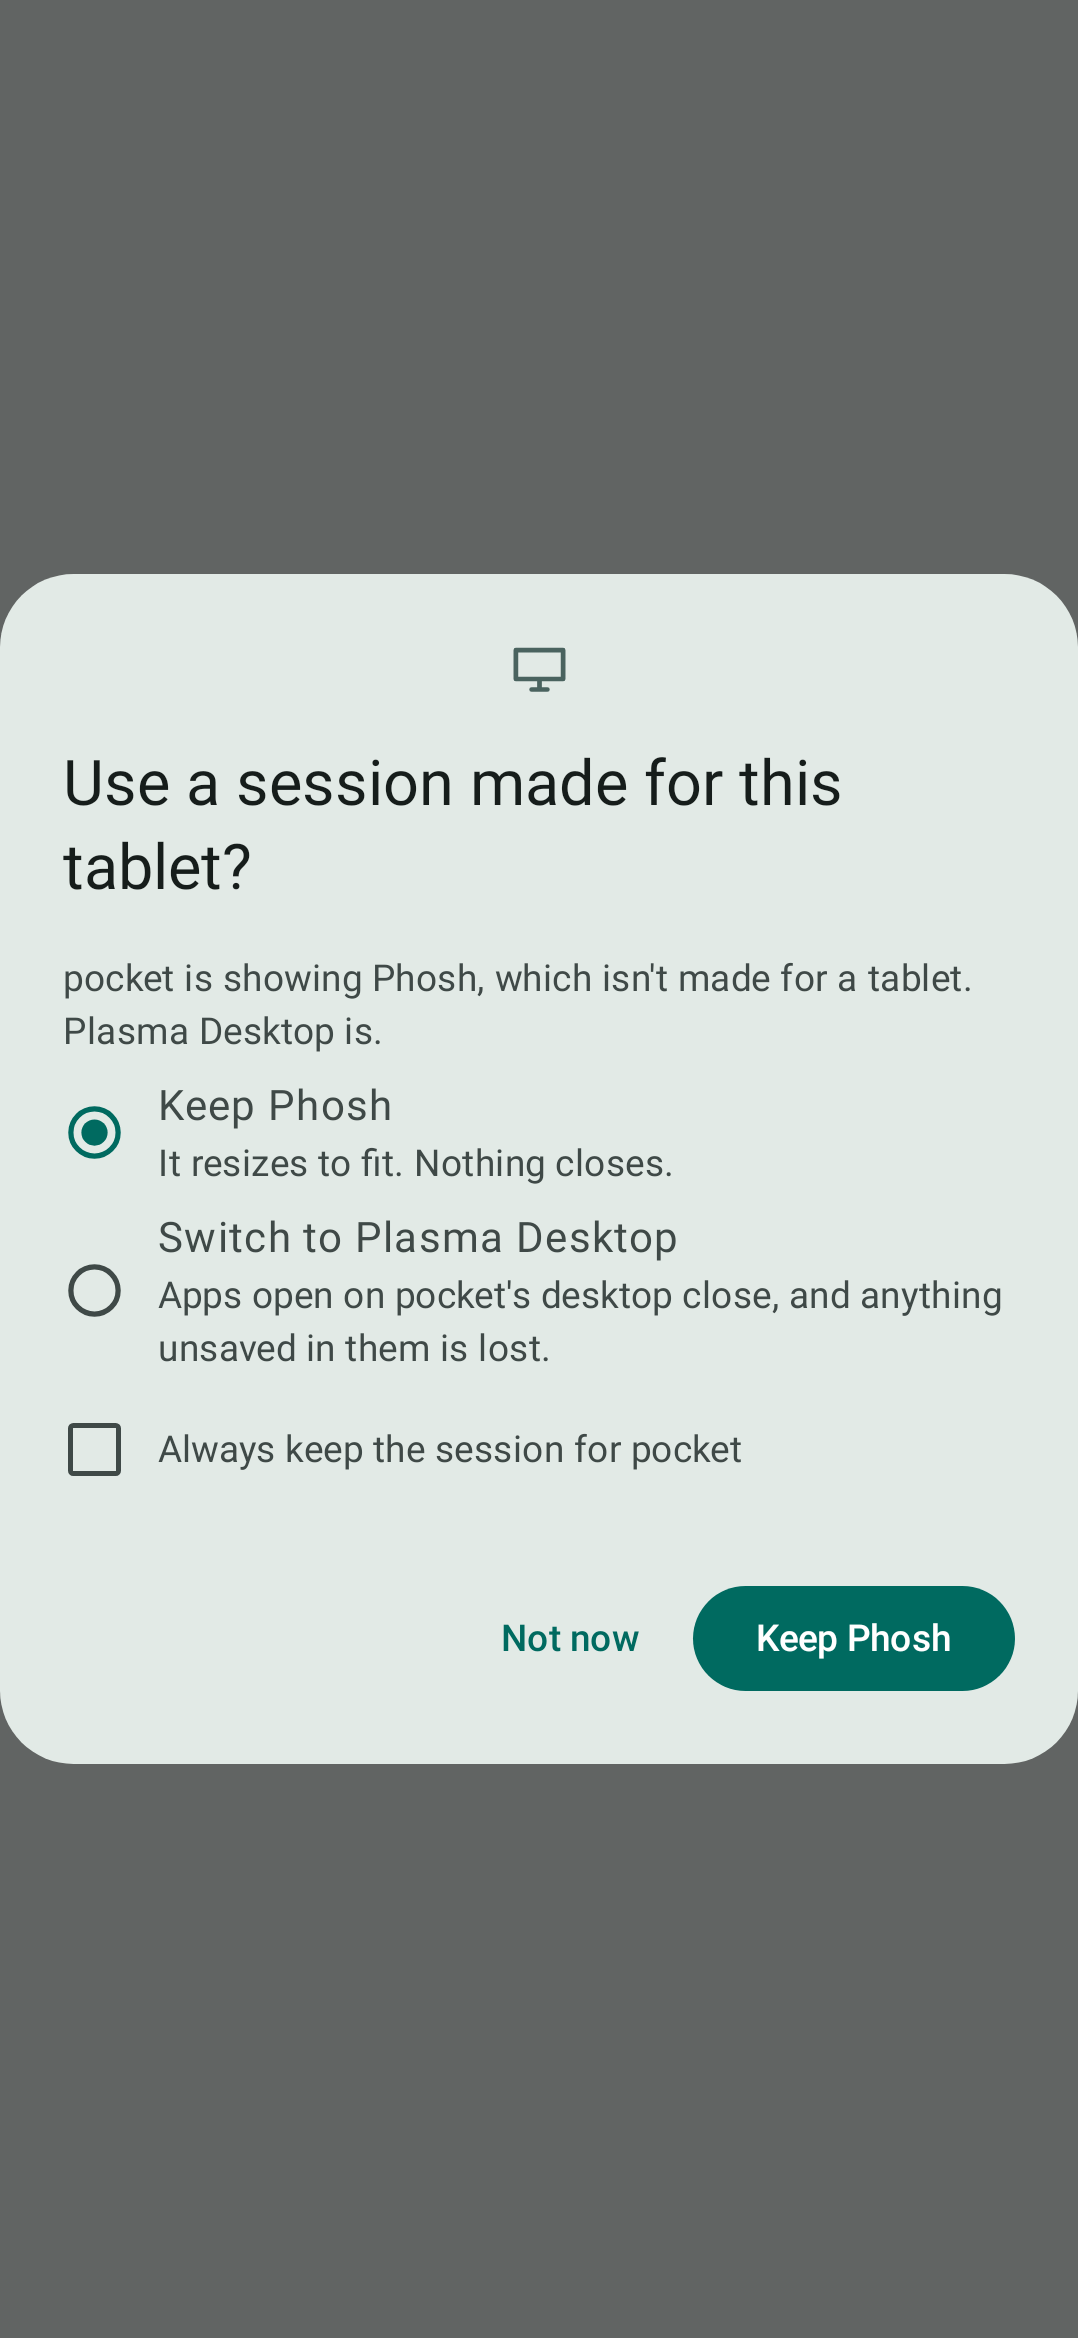 Use a session made for this
tablet?
pocket is showing Phosh, which isn't made for a tablet.
Plasma Desktop is.
Keep Phosh
It resizes to fit. Nothing closes.
Switch to Plasma Desktop
Apps open on pocket's desktop close, and anything
unsaved in them is lost.
Always keep the session for pocket
Not now
Keep Phosh